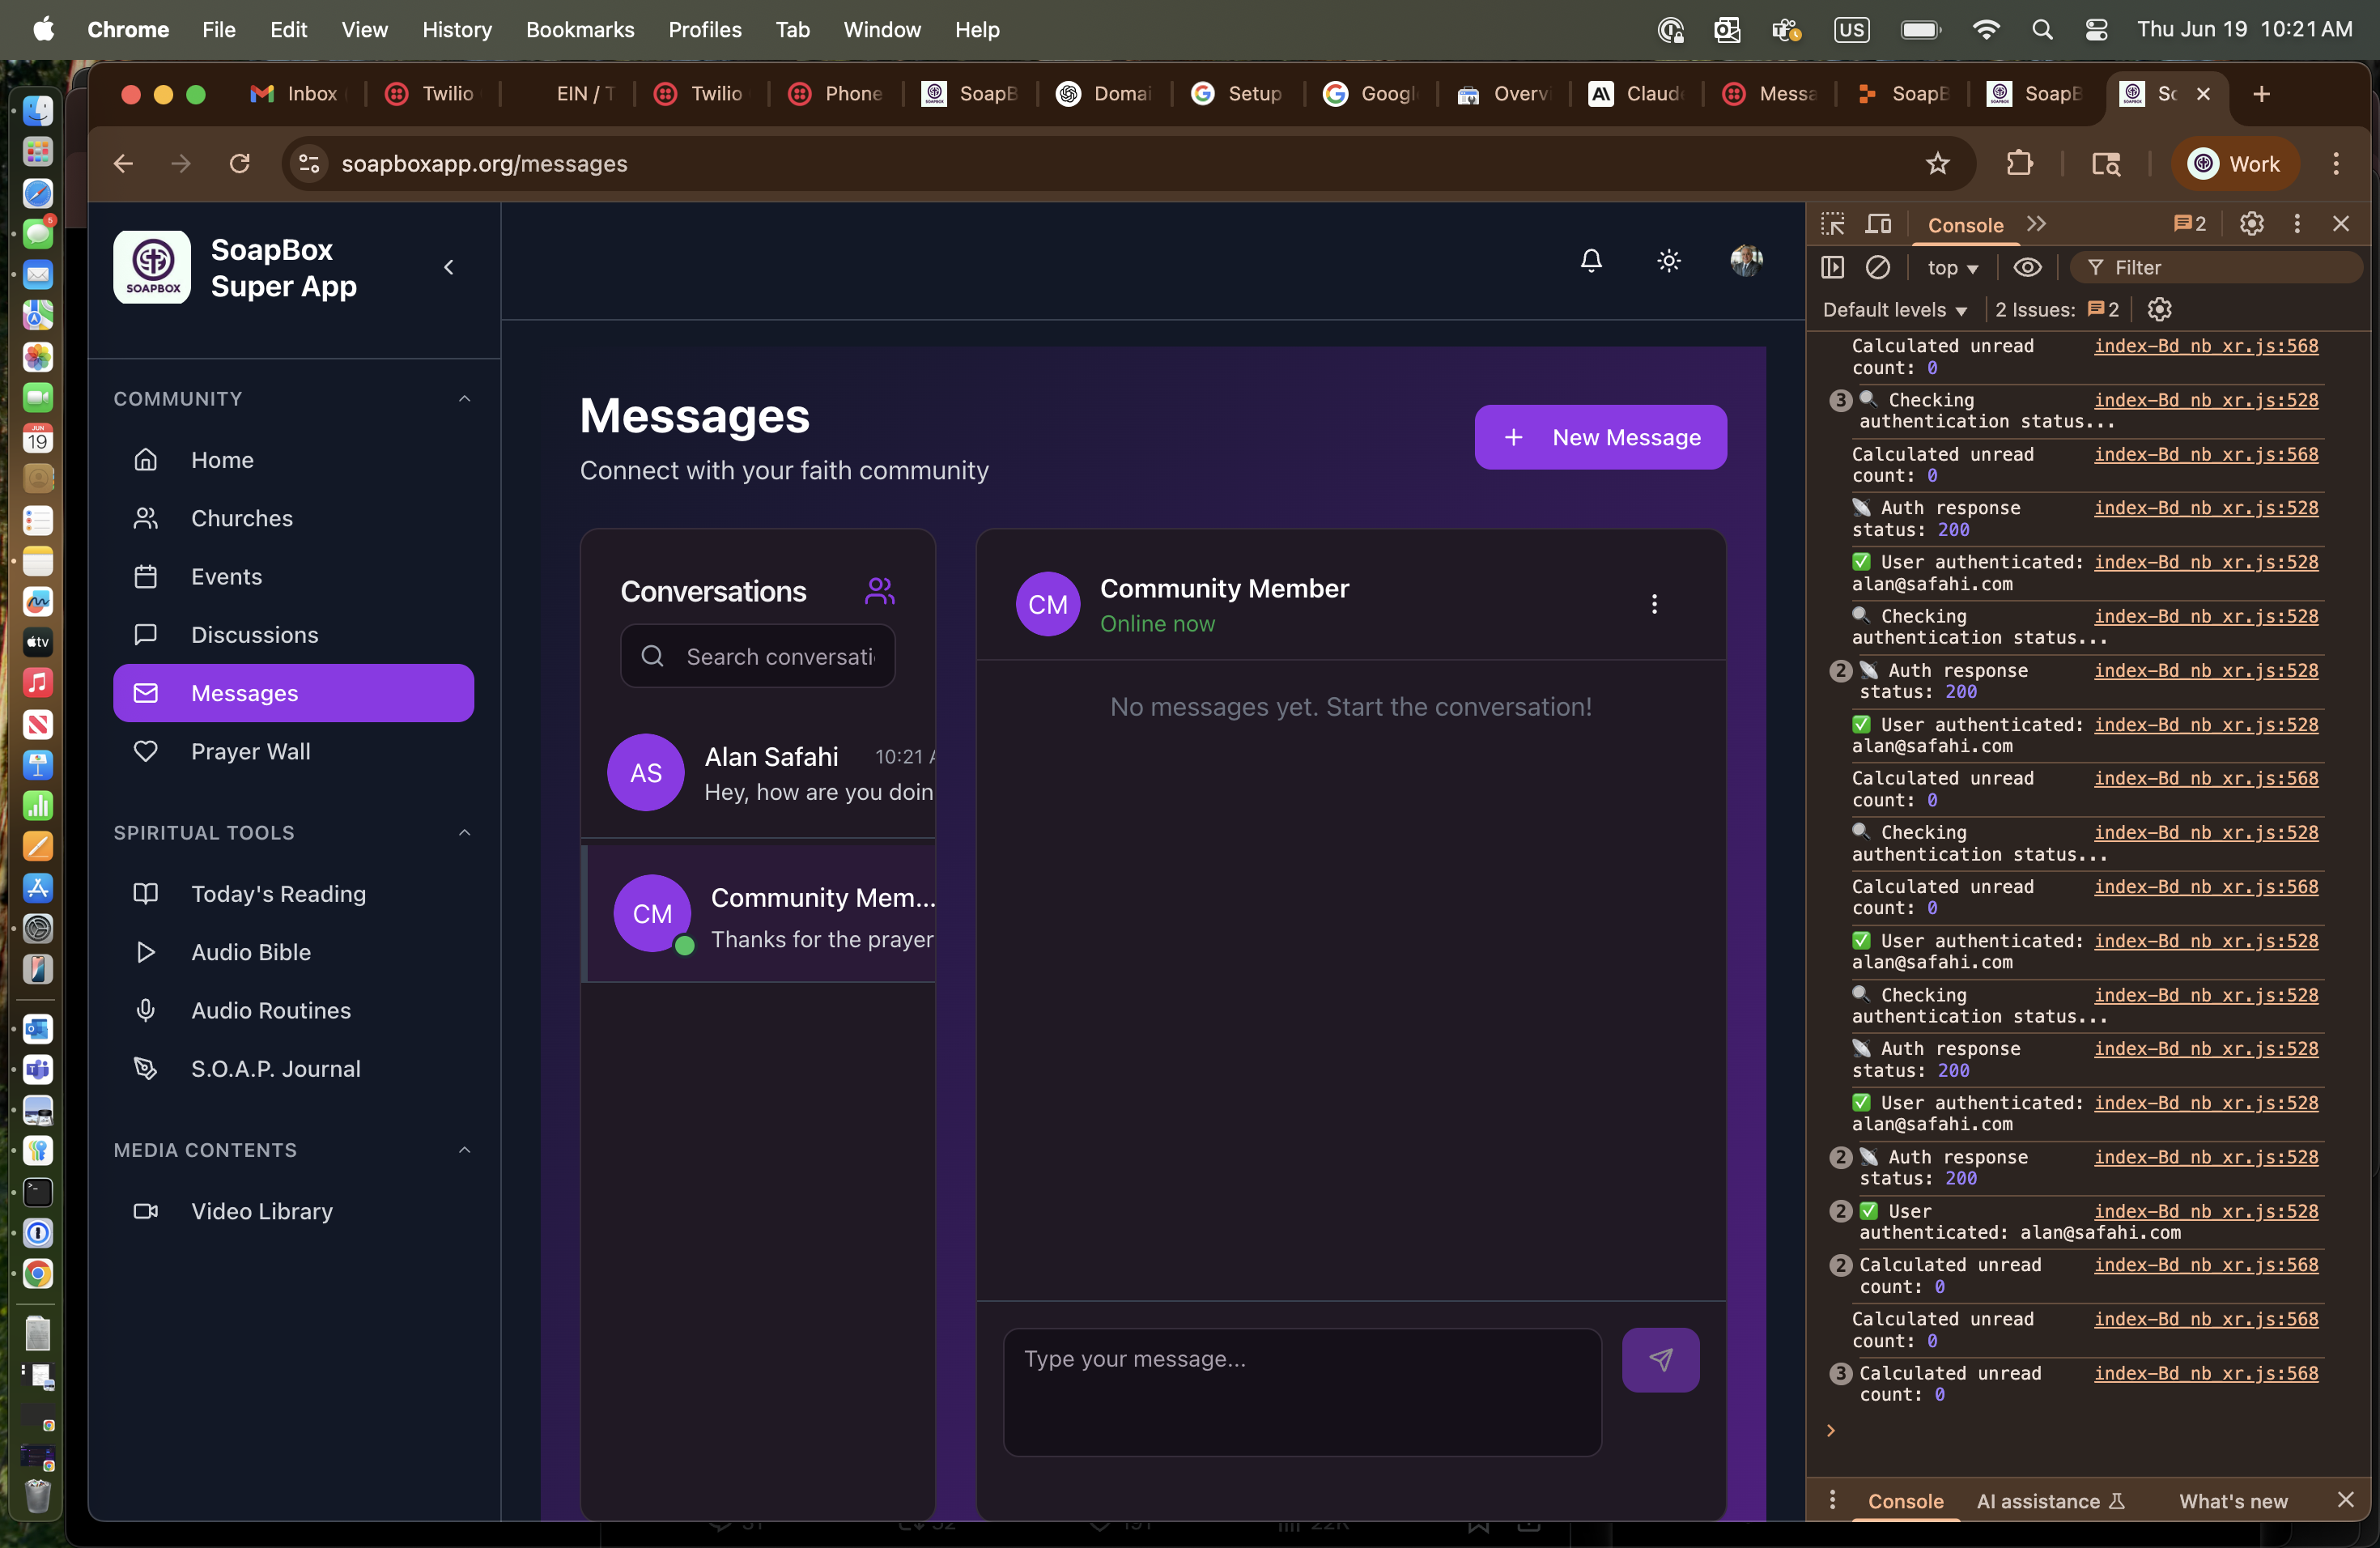 Chrome File Edit View History Bookmarks Profiles Tab Window Help US Thu Jun 19 10:21 AM
Inbox Twilio EIN / T Twilio Phone SoapB Domai Setup Googl Overvi Claude Messa SoapB SoapB So
soapboxapp.org/messages Work
SOAPBOX
SoapBox
Super App
COMMUNITY
Home
Churches
Events
Discussions
Messages
Prayer Wall
SPIRITUAL TOOLS
Today's Reading
Audio Bible
Audio Routines
S.O.A.P. Journal
MEDIA CONTENTS
Video Library
Messages
Connect with your faith community
New Message
Conversations
Search conversati
AS
Alan Safahi 10:21 A
Hey, how are you doin
CM
Community Mem...
Thanks for the prayer
CM
Community Member
Online now
No messages yet. Start the conversation!
Type your message...
Console 2
top Filter
Default levels 2 Issues: 2
Calculated unread index-Bd_nb_xr.js:568
count: 0
3 Checking index-Bd_nb_xr.js:528
authentication status...
Calculated unread index-Bd_nb_xr.js:568
count: 0
Auth response index-Bd_nb_xr.js:528
status: 200
User authenticated: index-Bd_nb_xr.js:528
alan@safahi.com
Checking index-Bd_nb_xr.js:528
authentication status...
2 Auth response index-Bd_nb_xr.js:528
status: 200
User authenticated: index-Bd_nb_xr.js:528
alan@safahi.com
Calculated unread index-Bd_nb_xr.js:568
count: 0
Checking index-Bd_nb_xr.js:528
authentication status...
Calculated unread index-Bd_nb_xr.js:568
count: 0
User authenticated: index-Bd_nb_xr.js:528
alan@safahi.com
Checking index-Bd_nb_xr.js:528
authentication status...
Auth response index-Bd_nb_xr.js:528
status: 200
User authenticated: index-Bd_nb_xr.js:528
alan@safahi.com
2 Auth response index-Bd_nb_xr.js:528
status: 200
2 User index-Bd_nb_xr.js:528
authenticated: alan@safahi.com
2 Calculated unread index-Bd_nb_xr.js:568
count: 0
Calculated unread index-Bd_nb_xr.js:568
count: 0
3 Calculated unread index-Bd_nb_xr.js:568
count: 0
Console AI assistance What's new
5
JUN
19
tv